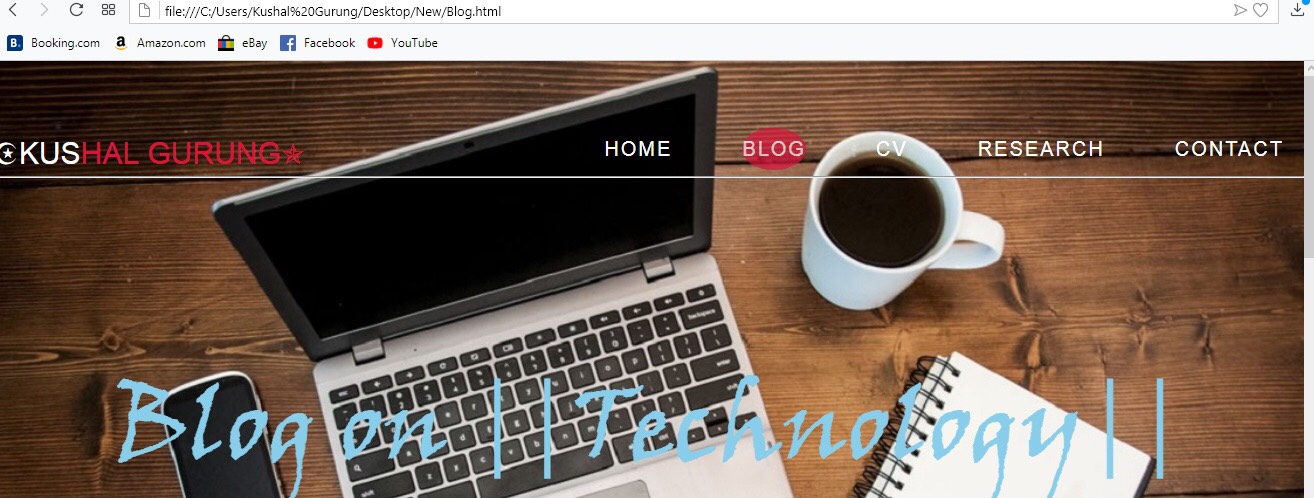 file:///C:/Users/Kushal%20Gurung/Desktop/New/Blog.html
B. Booking.com a Amazon.com eBay f Facebook YouTube
☪KUSHAL GURUNG✯ HOME BLOG CV RESEARCH CONTACT
Blog on ||Technology||